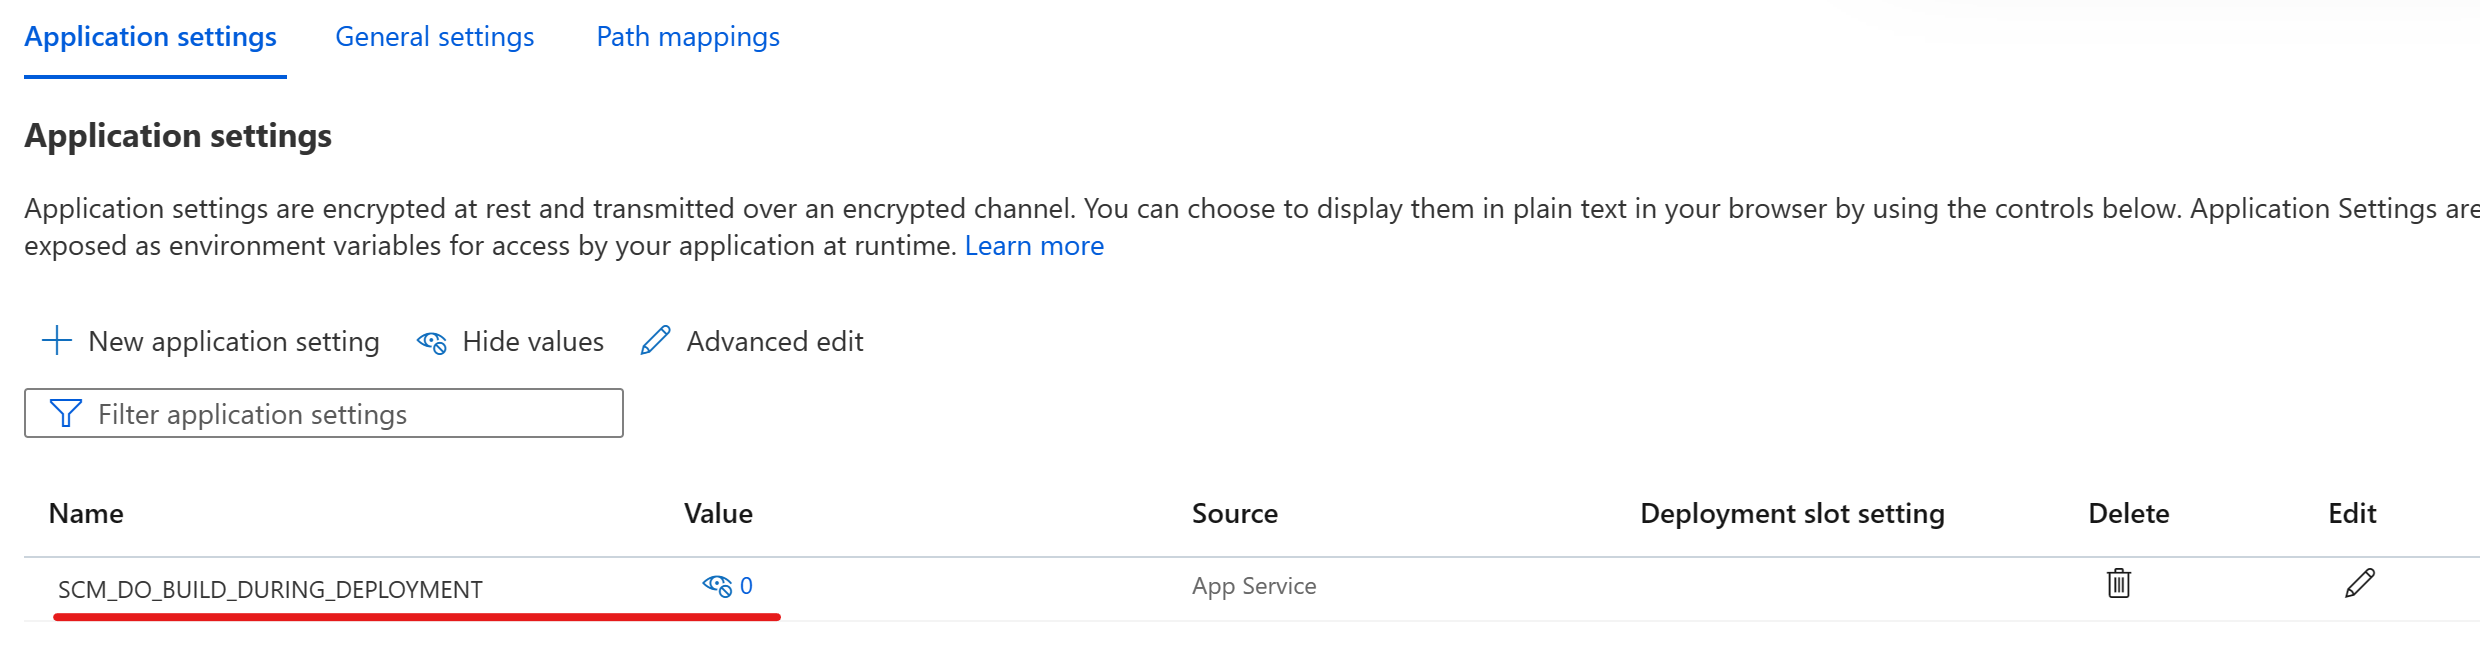 Application settings General settings Path mappings
Application settings
Application settings are encrypted at rest and transmitted over an encrypted channel. You can choose to display them in plain text in your browser by using the controls below. Application Settings are
exposed as environment variables for access by your application at runtime. Learn more
New application setting Hide values Advanced edit
Filter application settings
Name Value Source Deployment slot setting Delete Edit
SCM_DO_BUILD_DURING_DEPLOYMENT 0 App Service